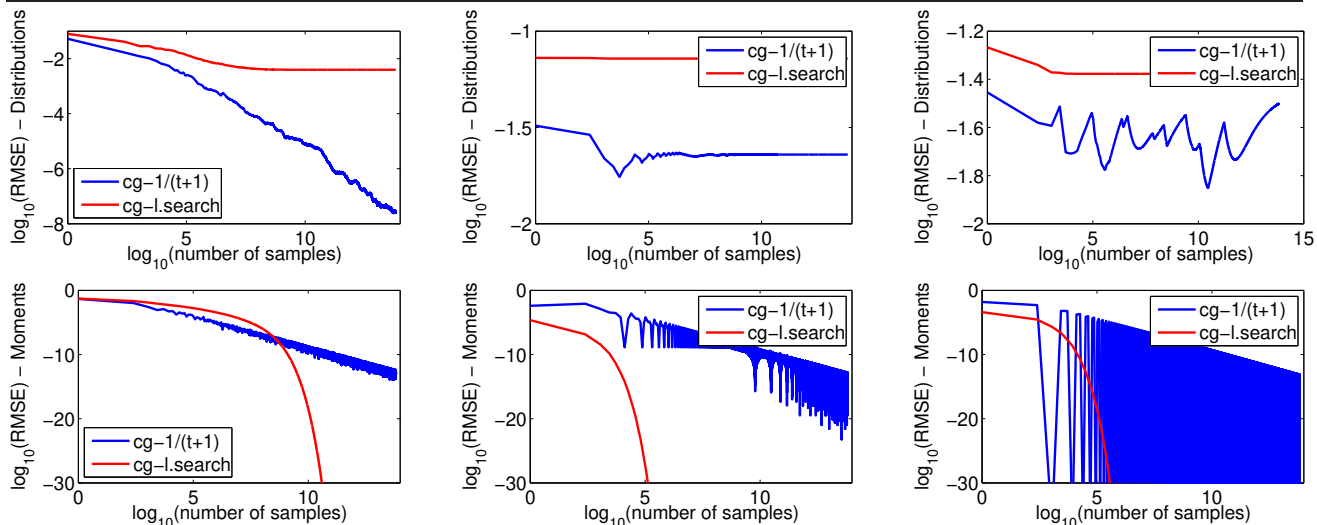 log10(RMSE) − Distributions
−2
−4
−6
−8
0
5
10
cg−1/(t+1)
cg−l.search
log10(number of samples)
log10(RMSE) − Distributions
−1
−1.5
−2
0
5
10
cg−1/(t+1)
cg−l.search
log10(number of samples)
log10(RMSE) − Distributions
−1.2
−1.4
−1.6
−1.8
−2
0
5
10
15
cg−1/(t+1)
cg−l.search
log10(number of samples)
log10(RMSE) − Moments
0
−10
−20
−30
0
5
10
cg−1/(t+1)
cg−l.search
log10(number of samples)
log10(RMSE) − Moments
0
−10
−20
−30
0
5
10
cg−1/(t+1)
cg−l.search
log10(number of samples)
log10(RMSE) − Moments
0
−10
−20
−30
0
5
10
cg−1/(t+1)
cg−l.search
log10(number of samples)